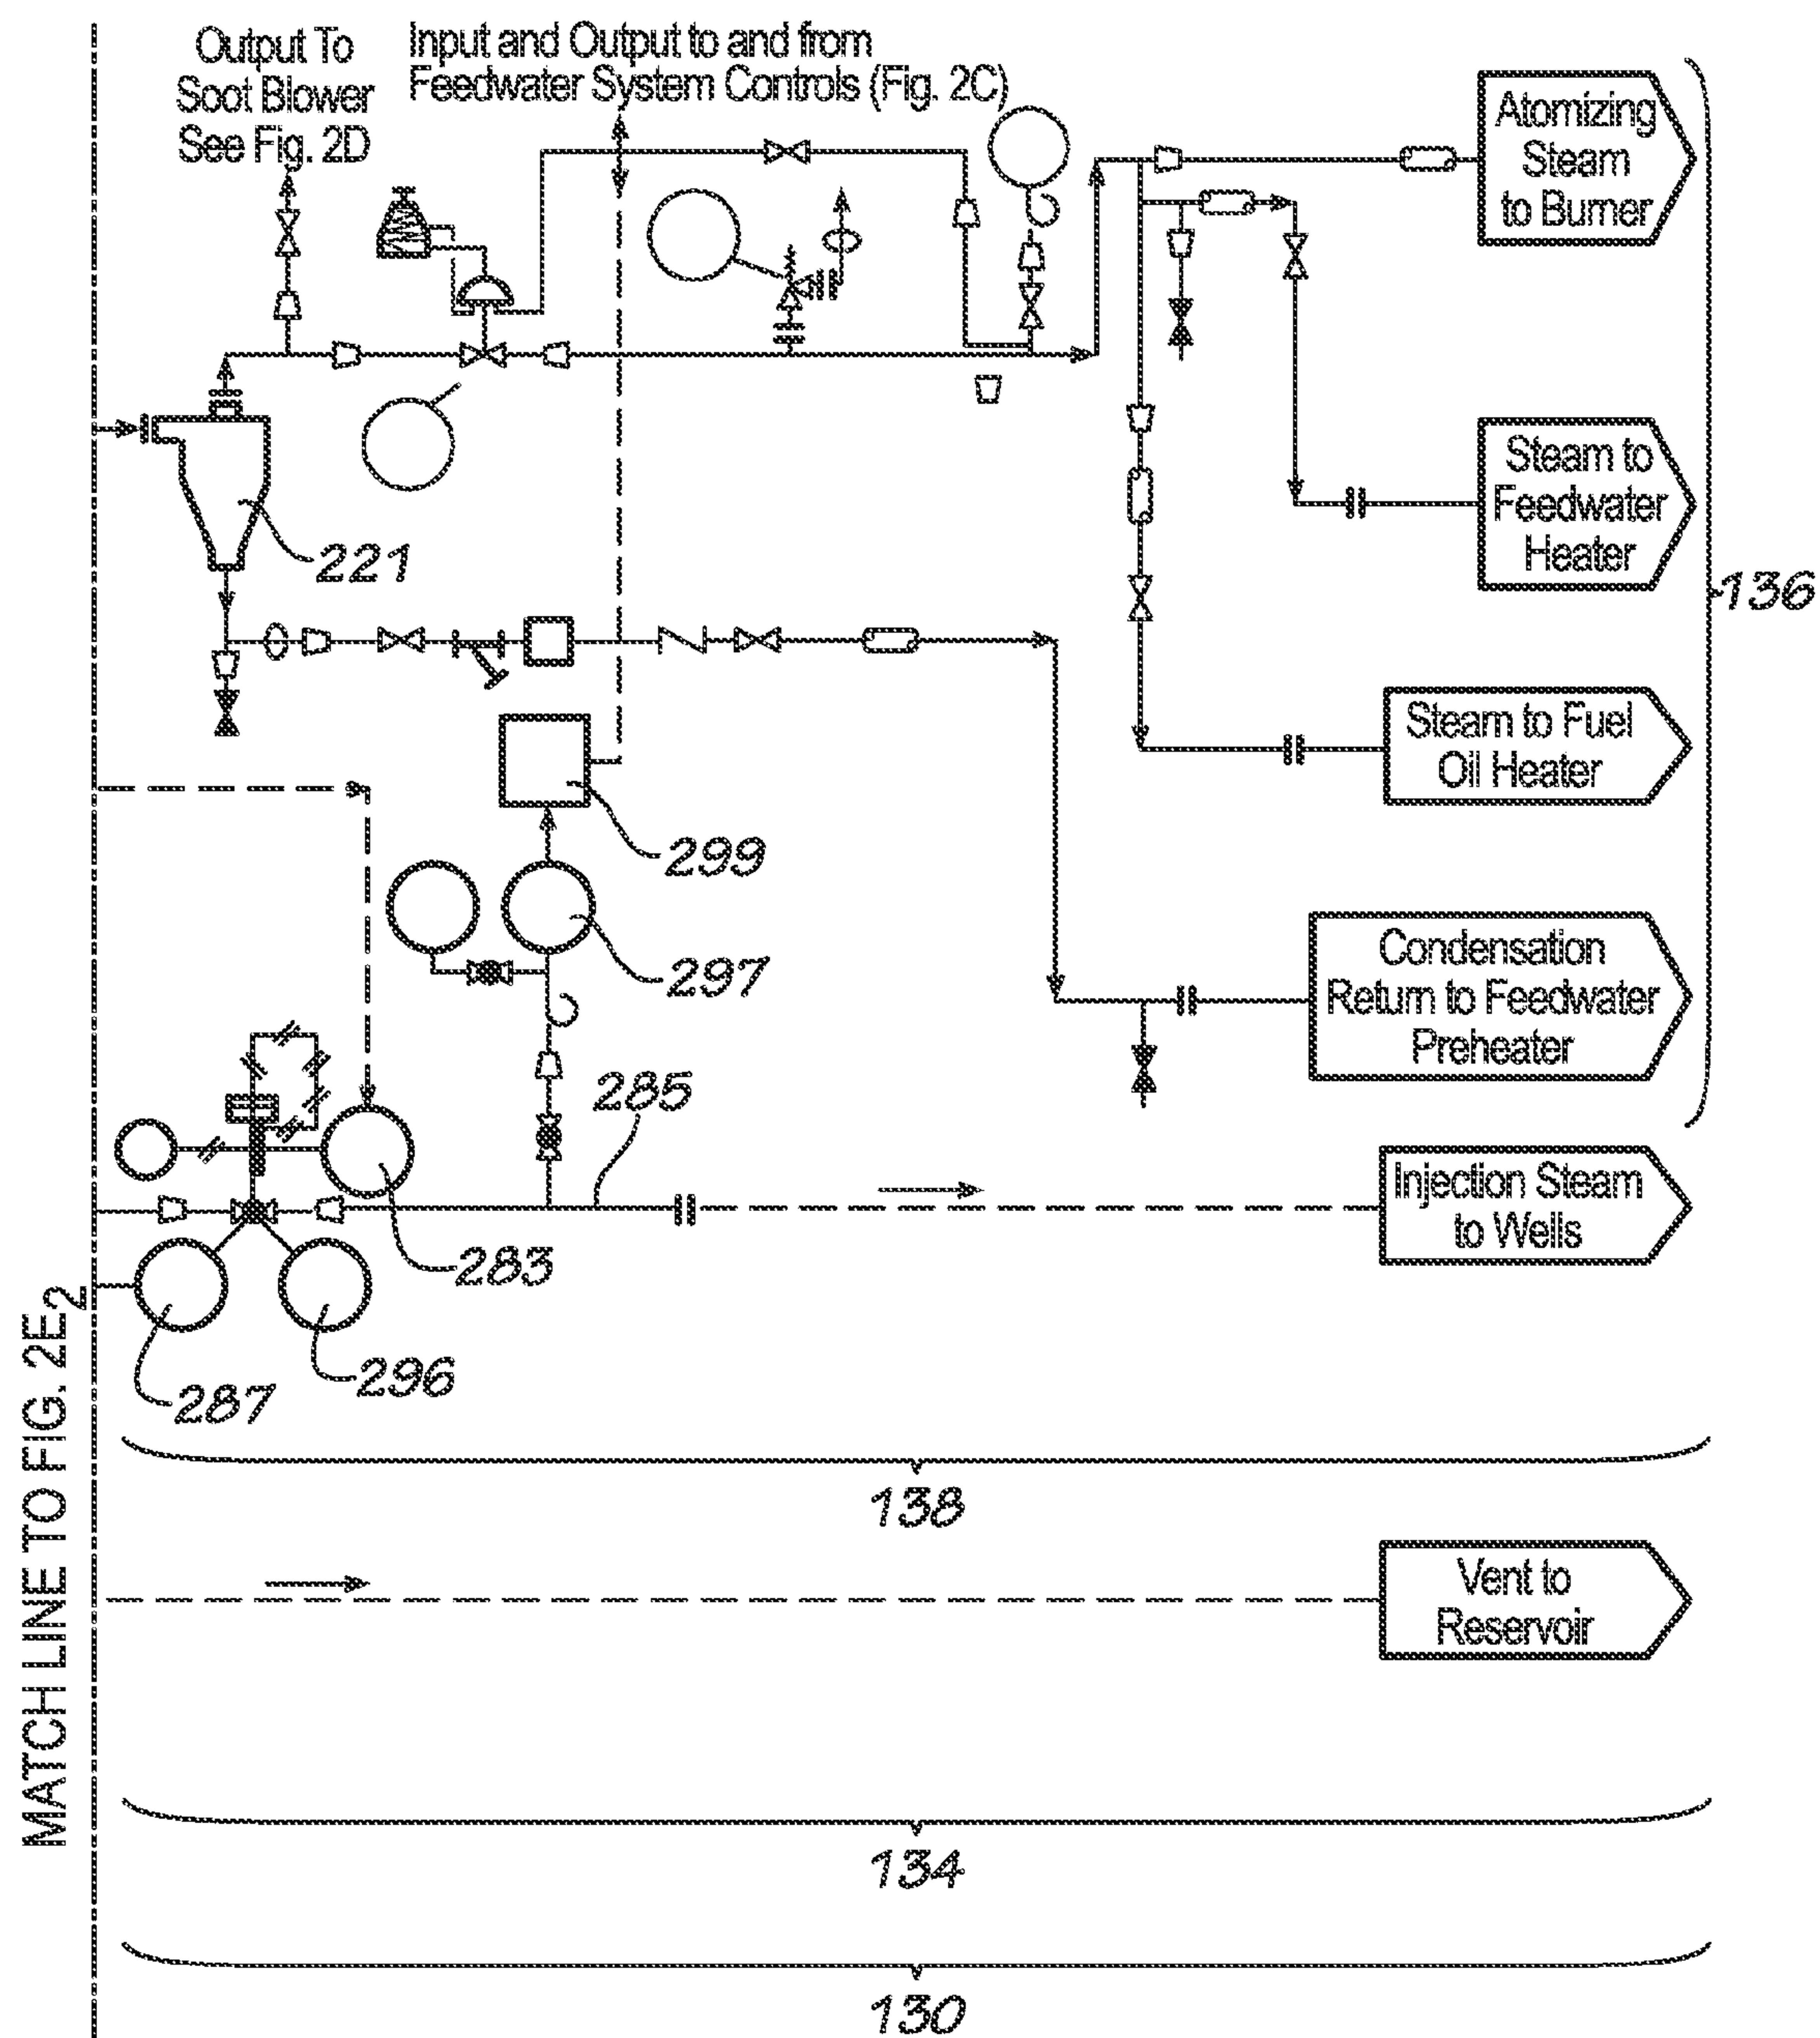 Output To
Soot Blower
See Fig. 2D
Input and Output to and from
Feedwater System Controls (Fig. 2C)
Atomizing
Steam
to Burner
Steam to
Feedwater
Heater
136
221
Steam to Fuel
Oil Heater
299
297
Condensation
Return to Feedwater
Preheater
285
Injection Steam
to Wells
283
296
287
MATCH LINE TO FIG. 2E2
138
Vent to
Reservoir
134
130